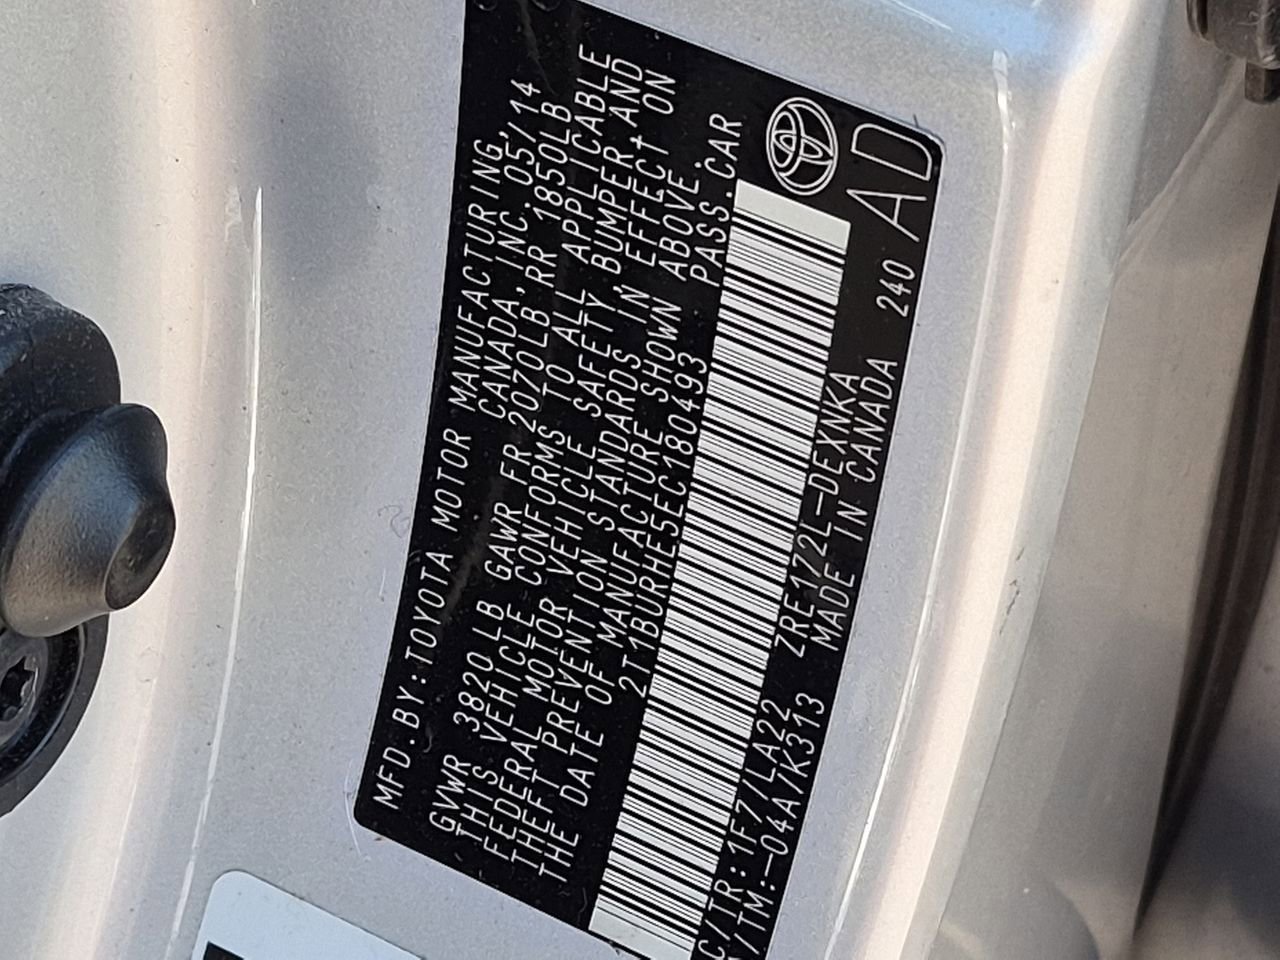 MFD.BY:TOYOTA MOTOR MANUFACTURING,
CANADA,INC.05/14
GVWR 3820 LB GAWR FR 2070LB,RR 1850LB
THIS VEHICLE CONFORMS TO ALL APPLICABLE
FEDERAL MOTOR VEHICLE SAFETY,BUMPER,AND
THEFT PREVENTION STANDARDS IN EFFECT ON
THE DATE OF MANUFACTURE SHOWN ABOVE.
2T1BURHE5EC180493 PASS.CAR
C/TR:1F7/LA22 ZRE172L-DEXNKA
A/TM:-04A/K313 MADE IN CANADA 240 AD